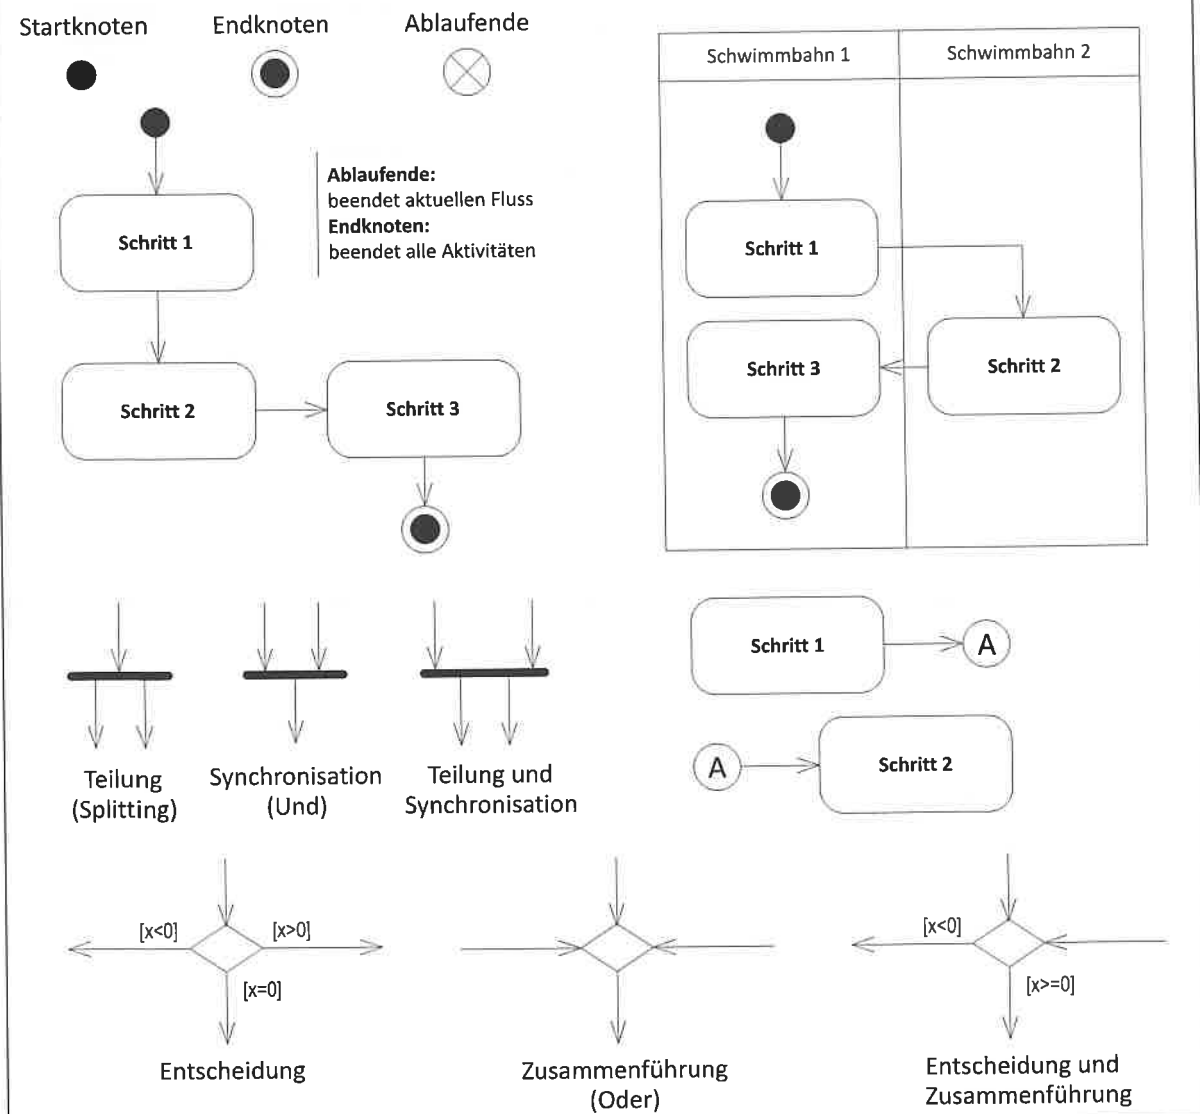 Startknoten
Endknoten
Ablaufende
Ablaufende:
beendet aktuellen Fluss
Endknoten:
beendet alle Aktivitäten
Schritt 1
Schritt 2
Schritt 3
Schwimmbahn 1
Schwimmbahn 2
Schritt 1
Schritt 3
Schritt 2
Teilung
(Splitting)
Synchronisation
(Und)
Teilung und
Synchronisation
Schritt 1
A
A
Schritt 2
[x<0]
[x>0]
[x=0]
Entscheidung
Zusammenführung
(Oder)
[x<0]
[x>=0]
Entscheidung und
Zusammenführung